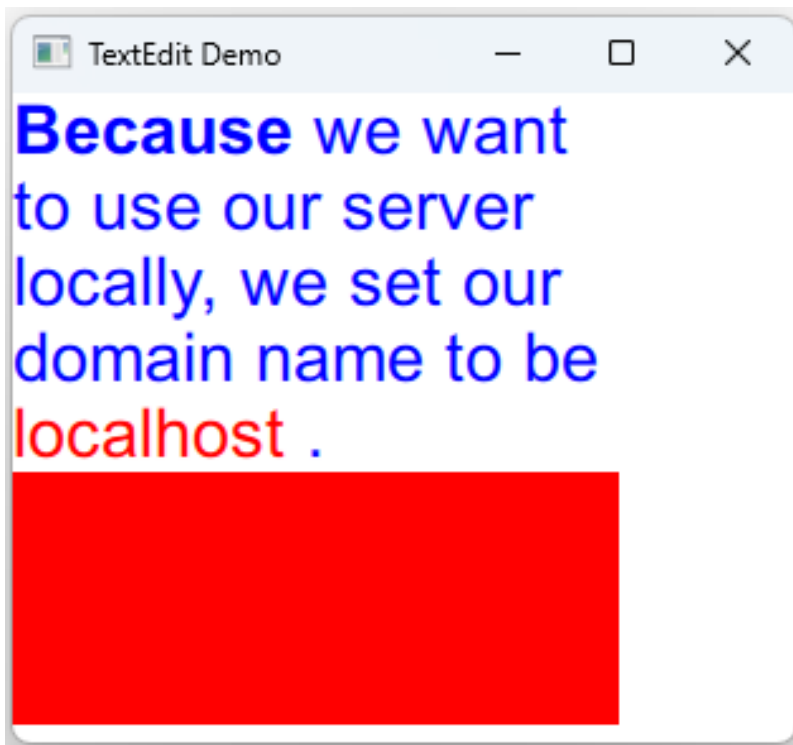 TextEdit Demo
Because we want
to use our server
locally, we set our
domain name to be
localhost .